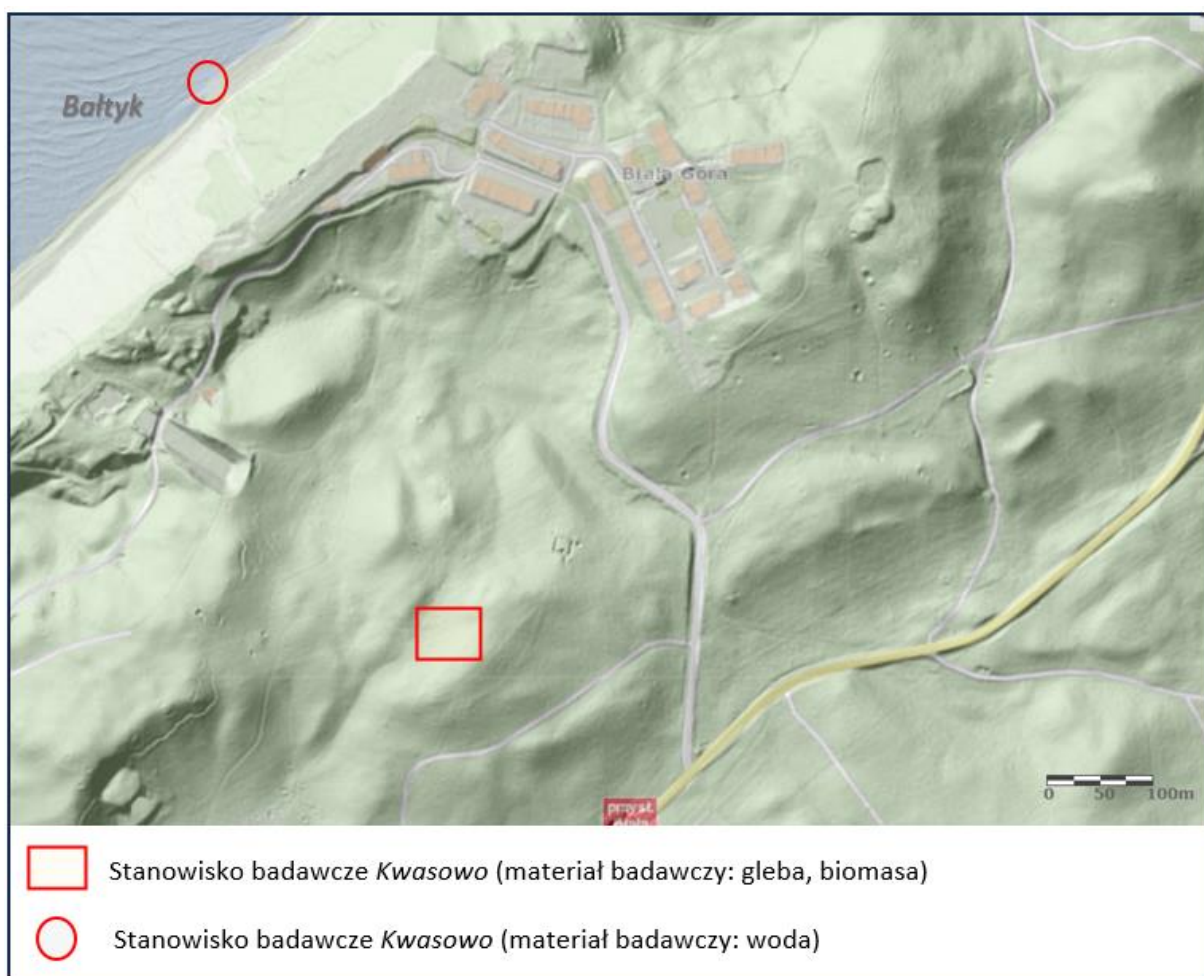 Bałtyk
Biała Góra
0 50 100m
Stanowisko badawcze Kwasowo (materiał badawczy: gleba, biomasa)
Stanowisko badawcze Kwasowo (materiał badawczy: woda)